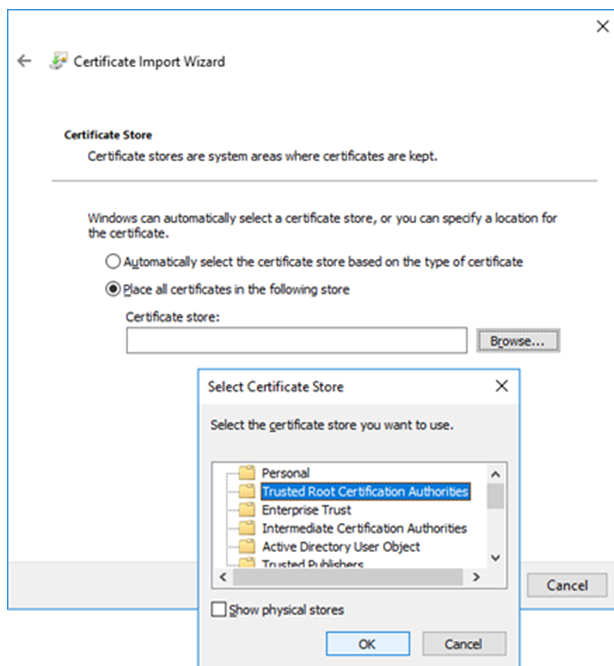 Certificate Import Wizard
Certificate Store
Certificate stores are system areas where certificates are kept.
Windows can automatically select a certificate store, or you can specify a location for
the certificate.
Automatically select the certificate store based on the type of certificate
Place all certificates in the following store
Certificate store:
Browse...
Select Certificate Store
Select the certificate store you want to use.
Personal
Trusted Root Certification Authorities
Enterprise Trust
Intermediate Certification Authorities
Active Directory User Object
Trusted Publishers
Show physical stores
OK
Cancel
Cancel